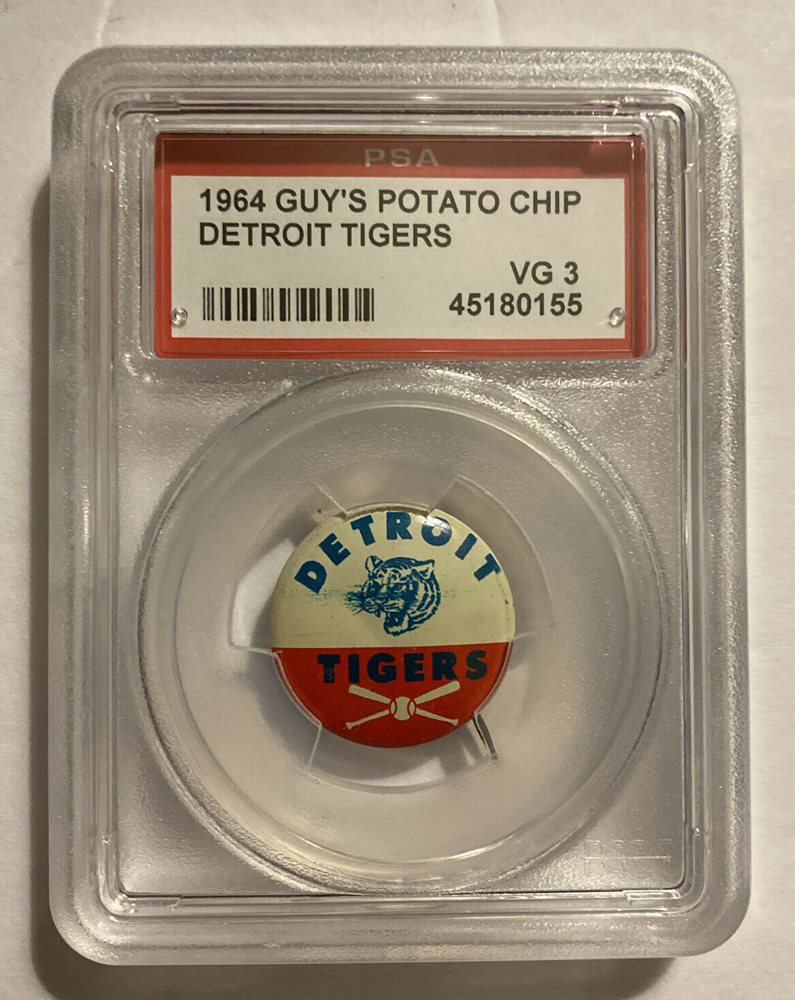 PSA
1964 GUY'S POTATO CHIP
DETROIT TIGERS
VG 3
45180155
DETROIT
TIGERS